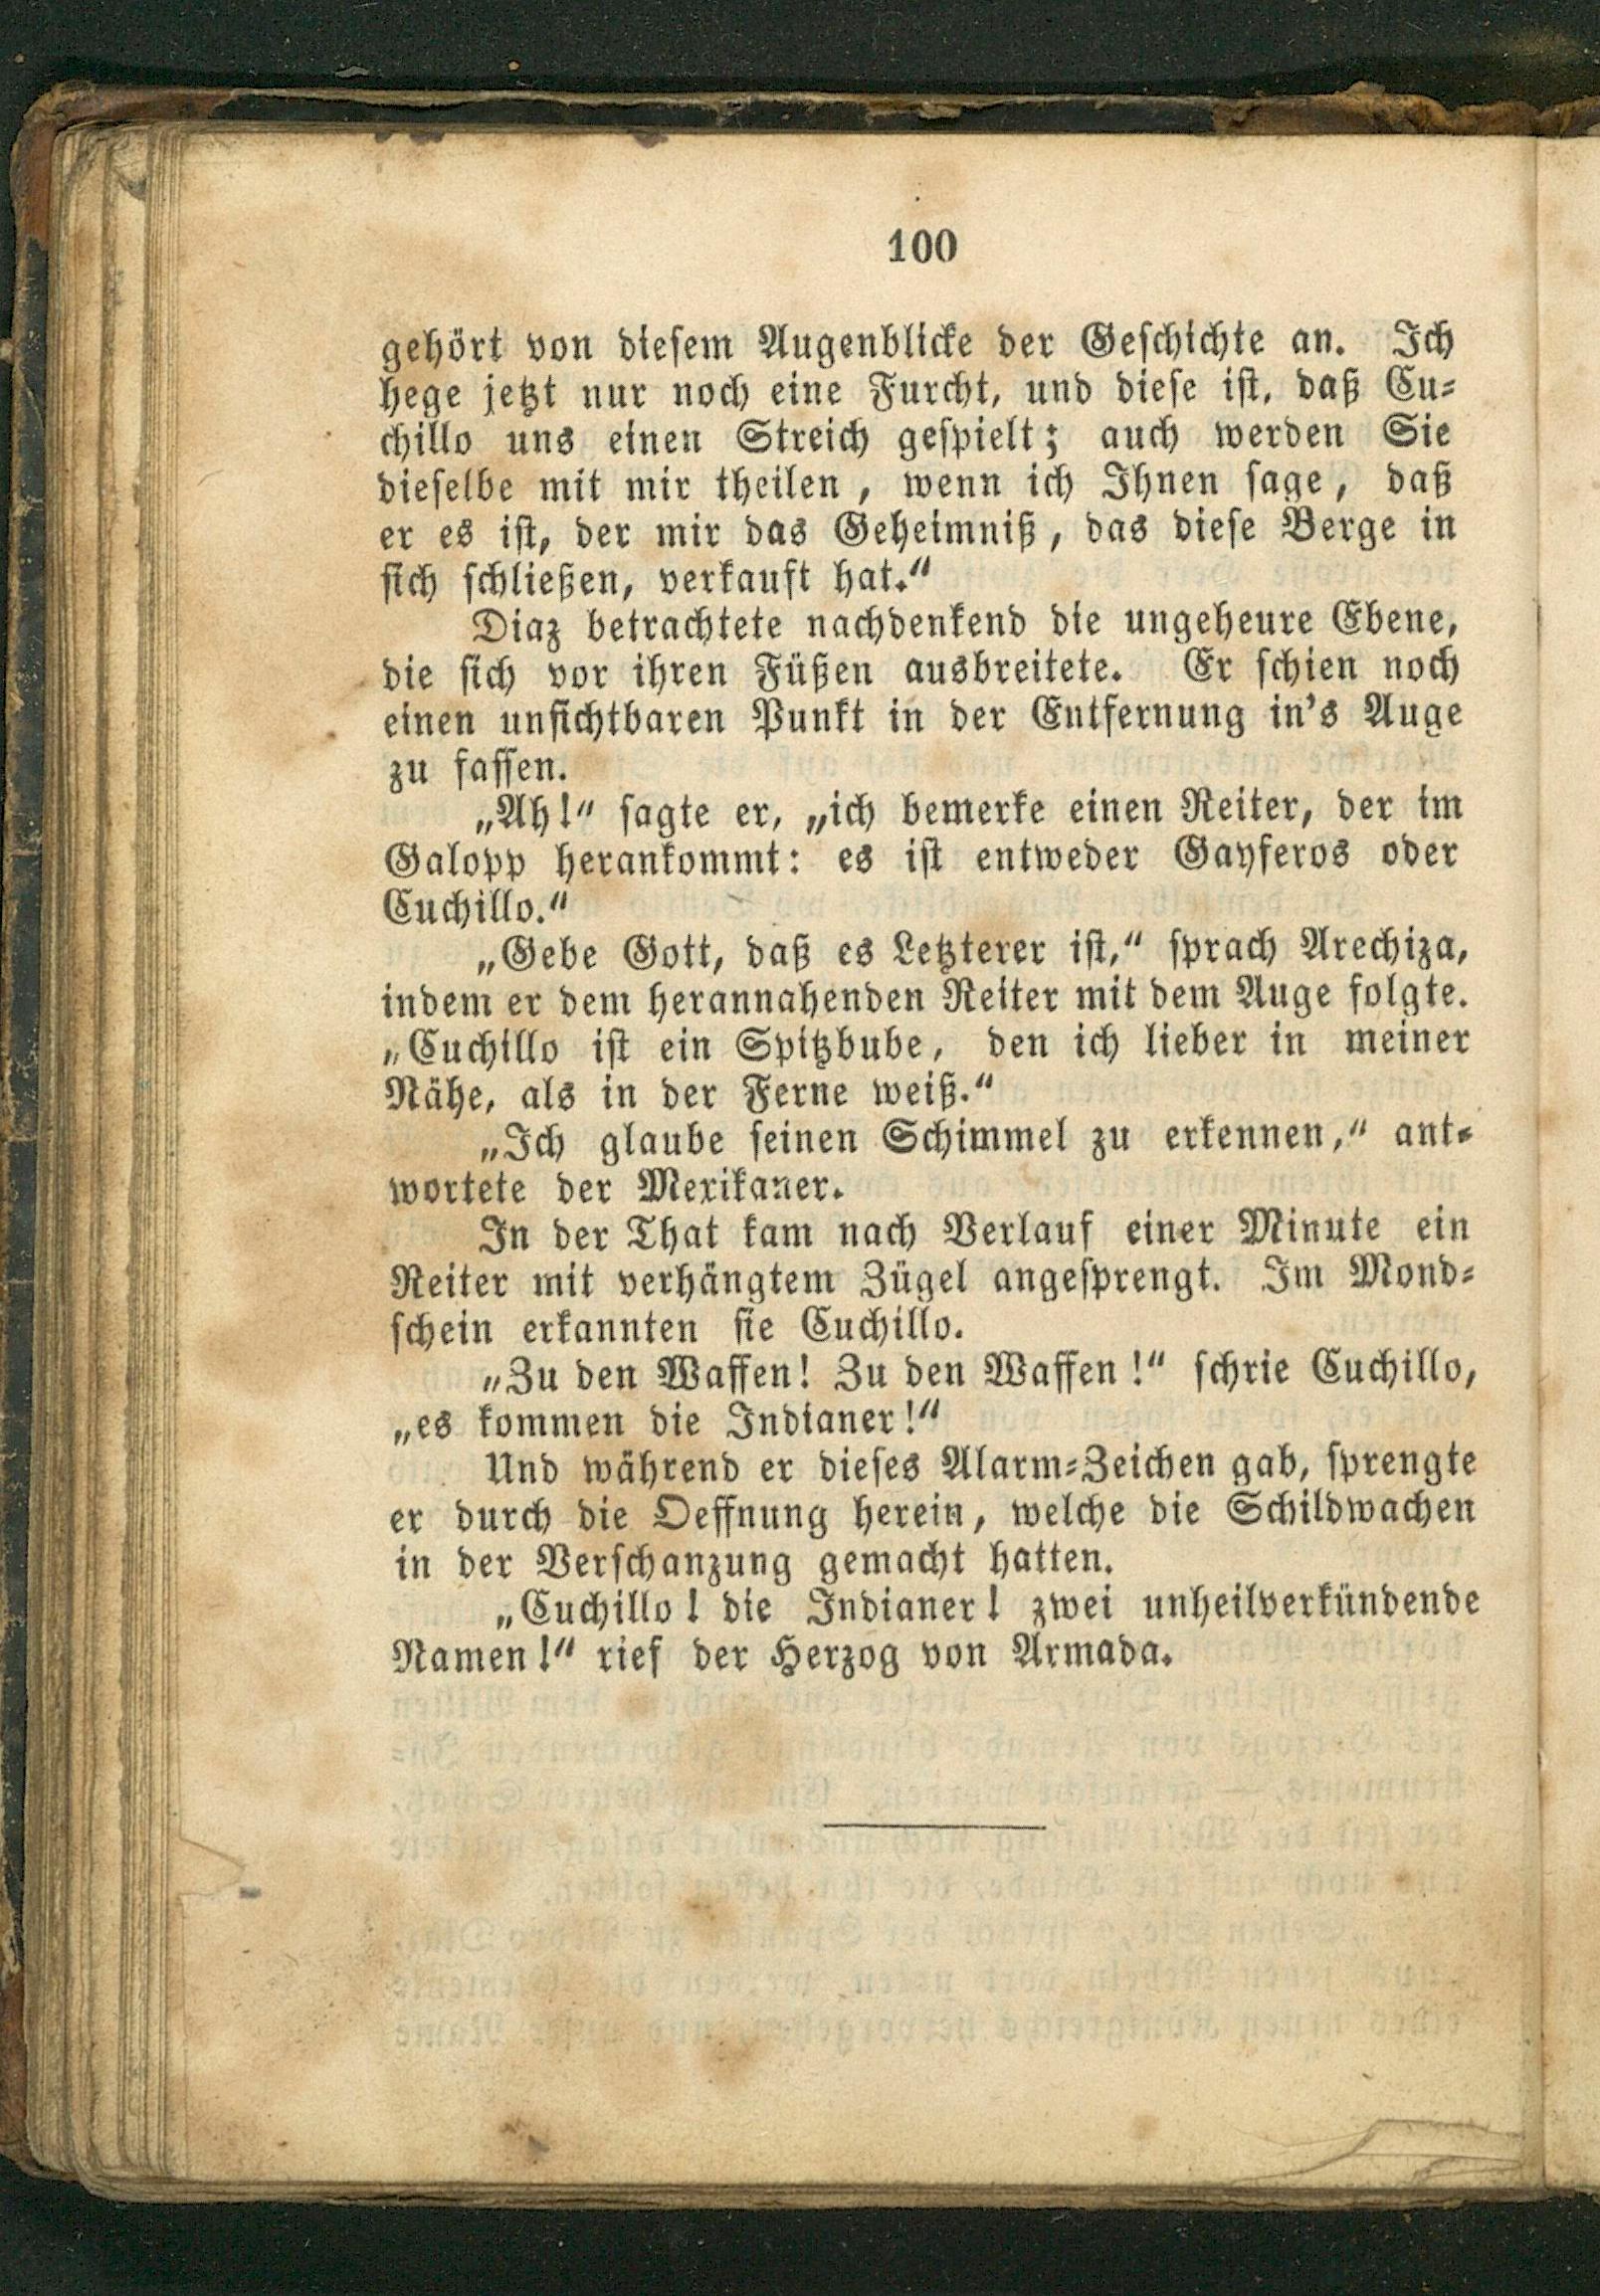 100
gehört von diesem Augenblicke der Geschichte an. Ich
hege jetzt nur noch eine Furcht, und diese ist, daß Cu-
chillo uns einen Streich gespielt; auch werden Sie
dieselbe mit mir theilen, wenn ich Ihnen sage, daß
er es ist, der mir das Geheimniß, das diese Berge in
sich schließen, verkauft hat.“
Diaz betrachtete nachdenkend die ungeheure Ebene,
die sich vor ihren Füßen ausbreitete. Er schien noch
einen unsichtbaren Punkt in der Entfernung in's Auge
zu fassen.
„Ah!“ sagte er, „ich bemerke einen Reiter, der im
Galopp herankommt: es ist entweder Gayferos oder
Cuchillo.“
„Gebe Gott, daß es Letzterer ist,“ sprach Arechiza,
indem er dem herannahenden Reiter mit dem Auge folgte.
„Cuchillo ist ein Spitzbube, den ich lieber in meiner
Nähe, als in der Ferne weiß.“
„Ich glaube seinen Schimmel zu erkennen,“ ant-
wortete der Mexikaner.
In der That kam nach Verlauf einer Minute ein
Reiter mit verhängtem Zügel angesprengt. Im Mond-
schein erkannten sie Cuchillo.
„Zu den Waffen! Zu den Waffen!“ schrie Cuchillo,
„es kommen die Indianer!“
Und während er dieses Alarm-Zeichen gab, sprengte
er durch die Oeffnung herein, welche die Schildwachen
in der Verschanzung gemacht hatten.
„Cuchillo! die Indianer! zwei unheilverkündende
Namen!“ rief der Herzog von Armada.